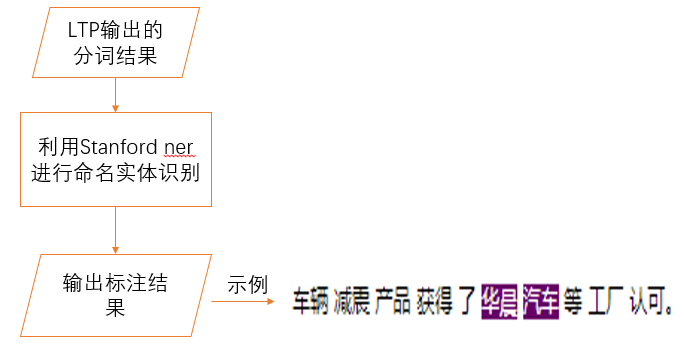 LTP输出的
分词结果
利用Stanford ner
进行命名实体识别
输出标注结
果
示例
车辆 减震 产品 获得 了 华晨 汽车 等 工厂 认可。